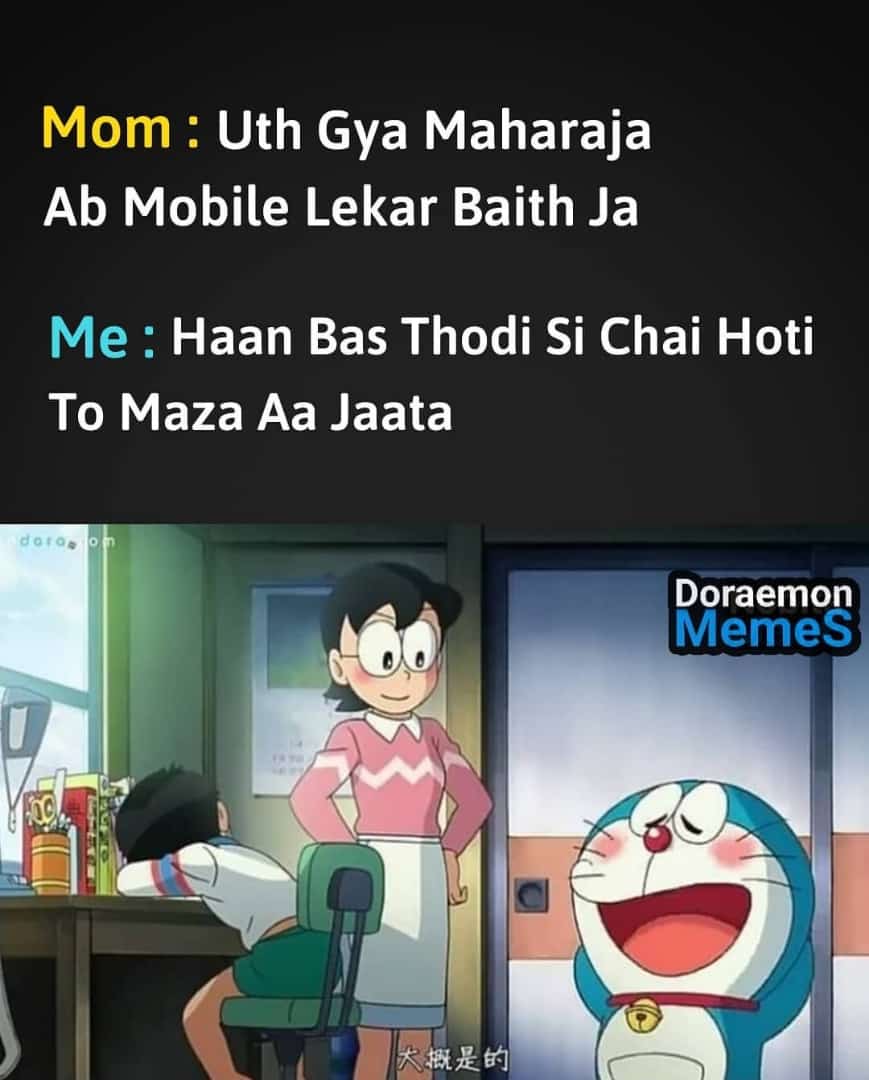 Mom : Uth Gya Maharaja
Ab Mobile Lekar Baith Ja
Me : Haan Bas Thodi Si Chai Hoti
To Maza Aa Jaata
Doraemon
MemeS
大概是的